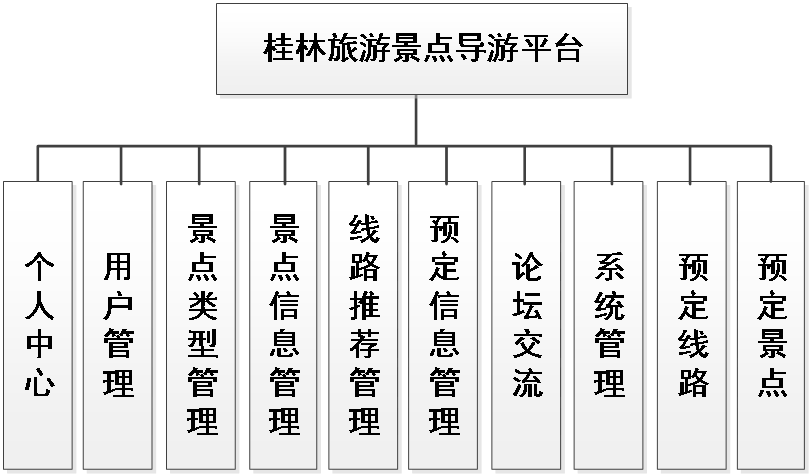 桂林旅游景点导游平台
个人中心
用户管理
景点类型管理
景点信息管理
线路推荐管理
预定信息管理
论坛交流
系统管理
预定线路
预定景点